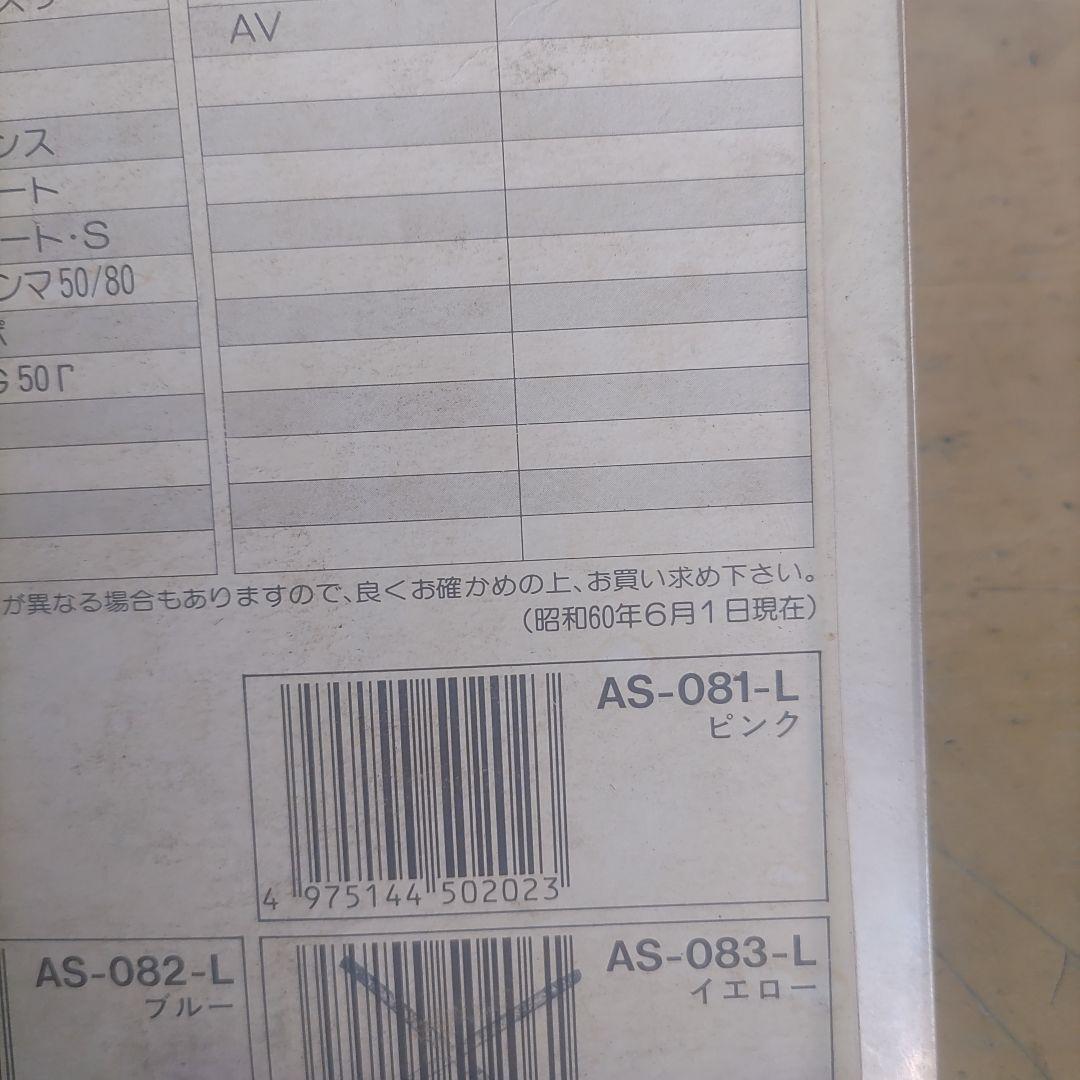 AV
ンス
ート
ート・S
ンマ50/80
G50Γ
が異なる場合もありますので、良くお確かめの上、お買い求め下さい。
(昭和60年6月1日現在)
AS-081-L
ピンク
4 975144 502023
AS-082-L
ブルー
AS-083-L
イエロー